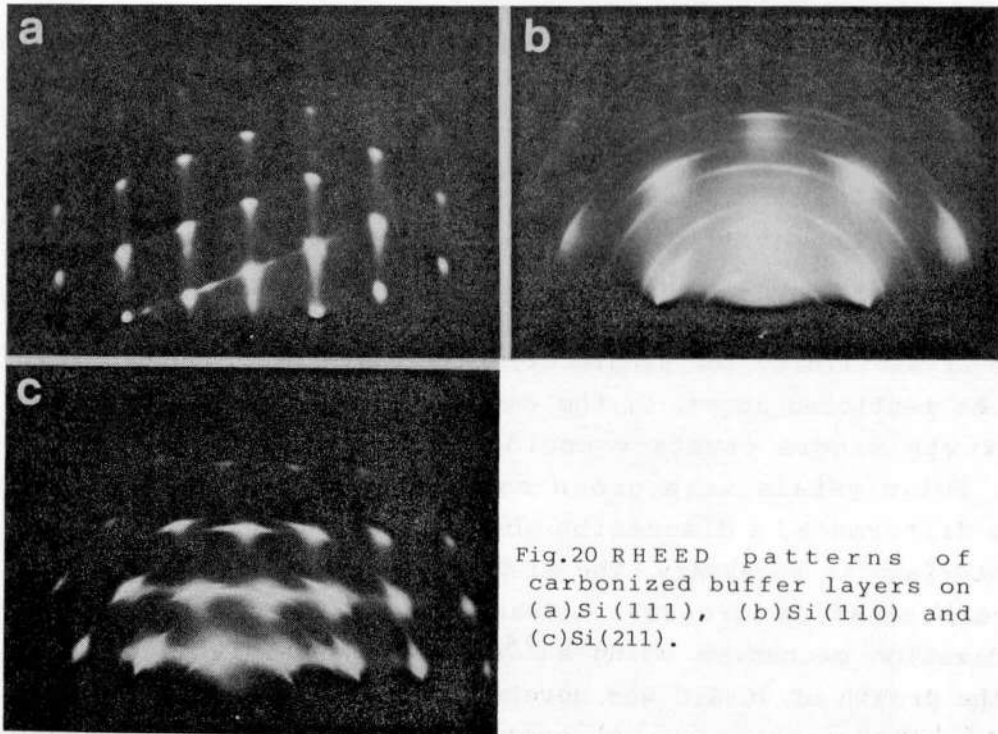 a
b
c
Fig.20 RHEED patterns of
carbonized buffer layers on
(a)Si(111), (b)Si(110) and
(c)Si(211).